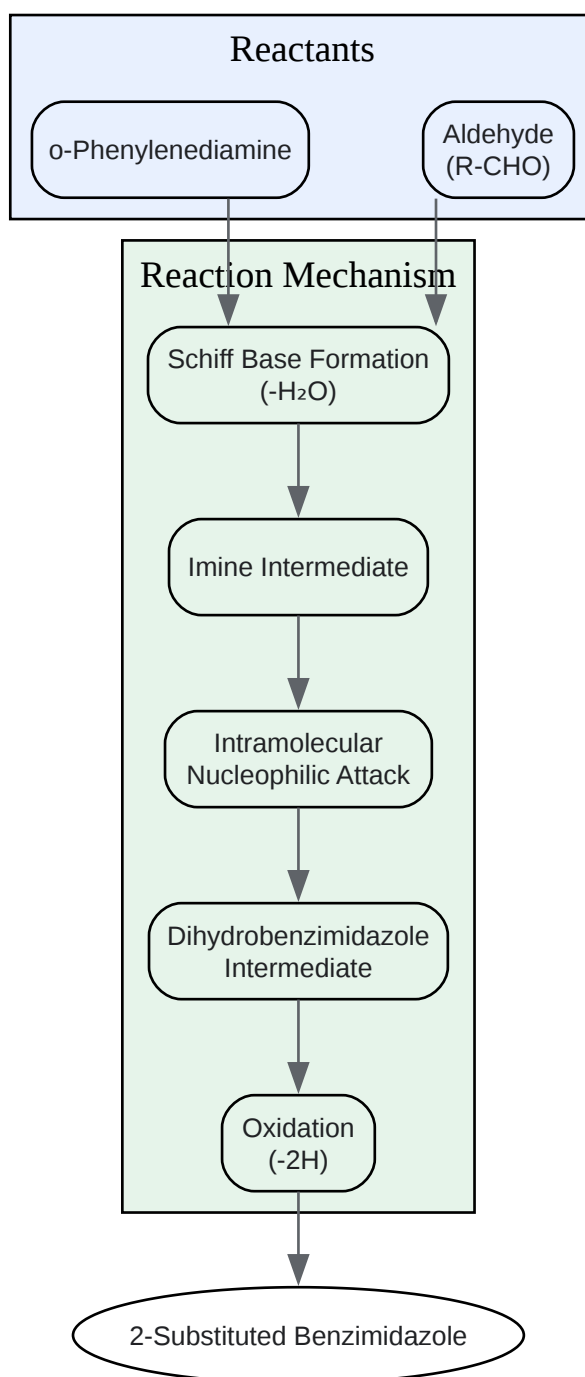 Reactants
o-Phenylenediamine
Aldehyde
(R-CHO)
Reaction Mechanism
Schiff Base Formation
(-H₂O)
Imine Intermediate
Intramolecular
Nucleophilic Attack
Dihydrobenzimidazole
Intermediate
Oxidation
(-2H)
2-Substituted Benzimidazole